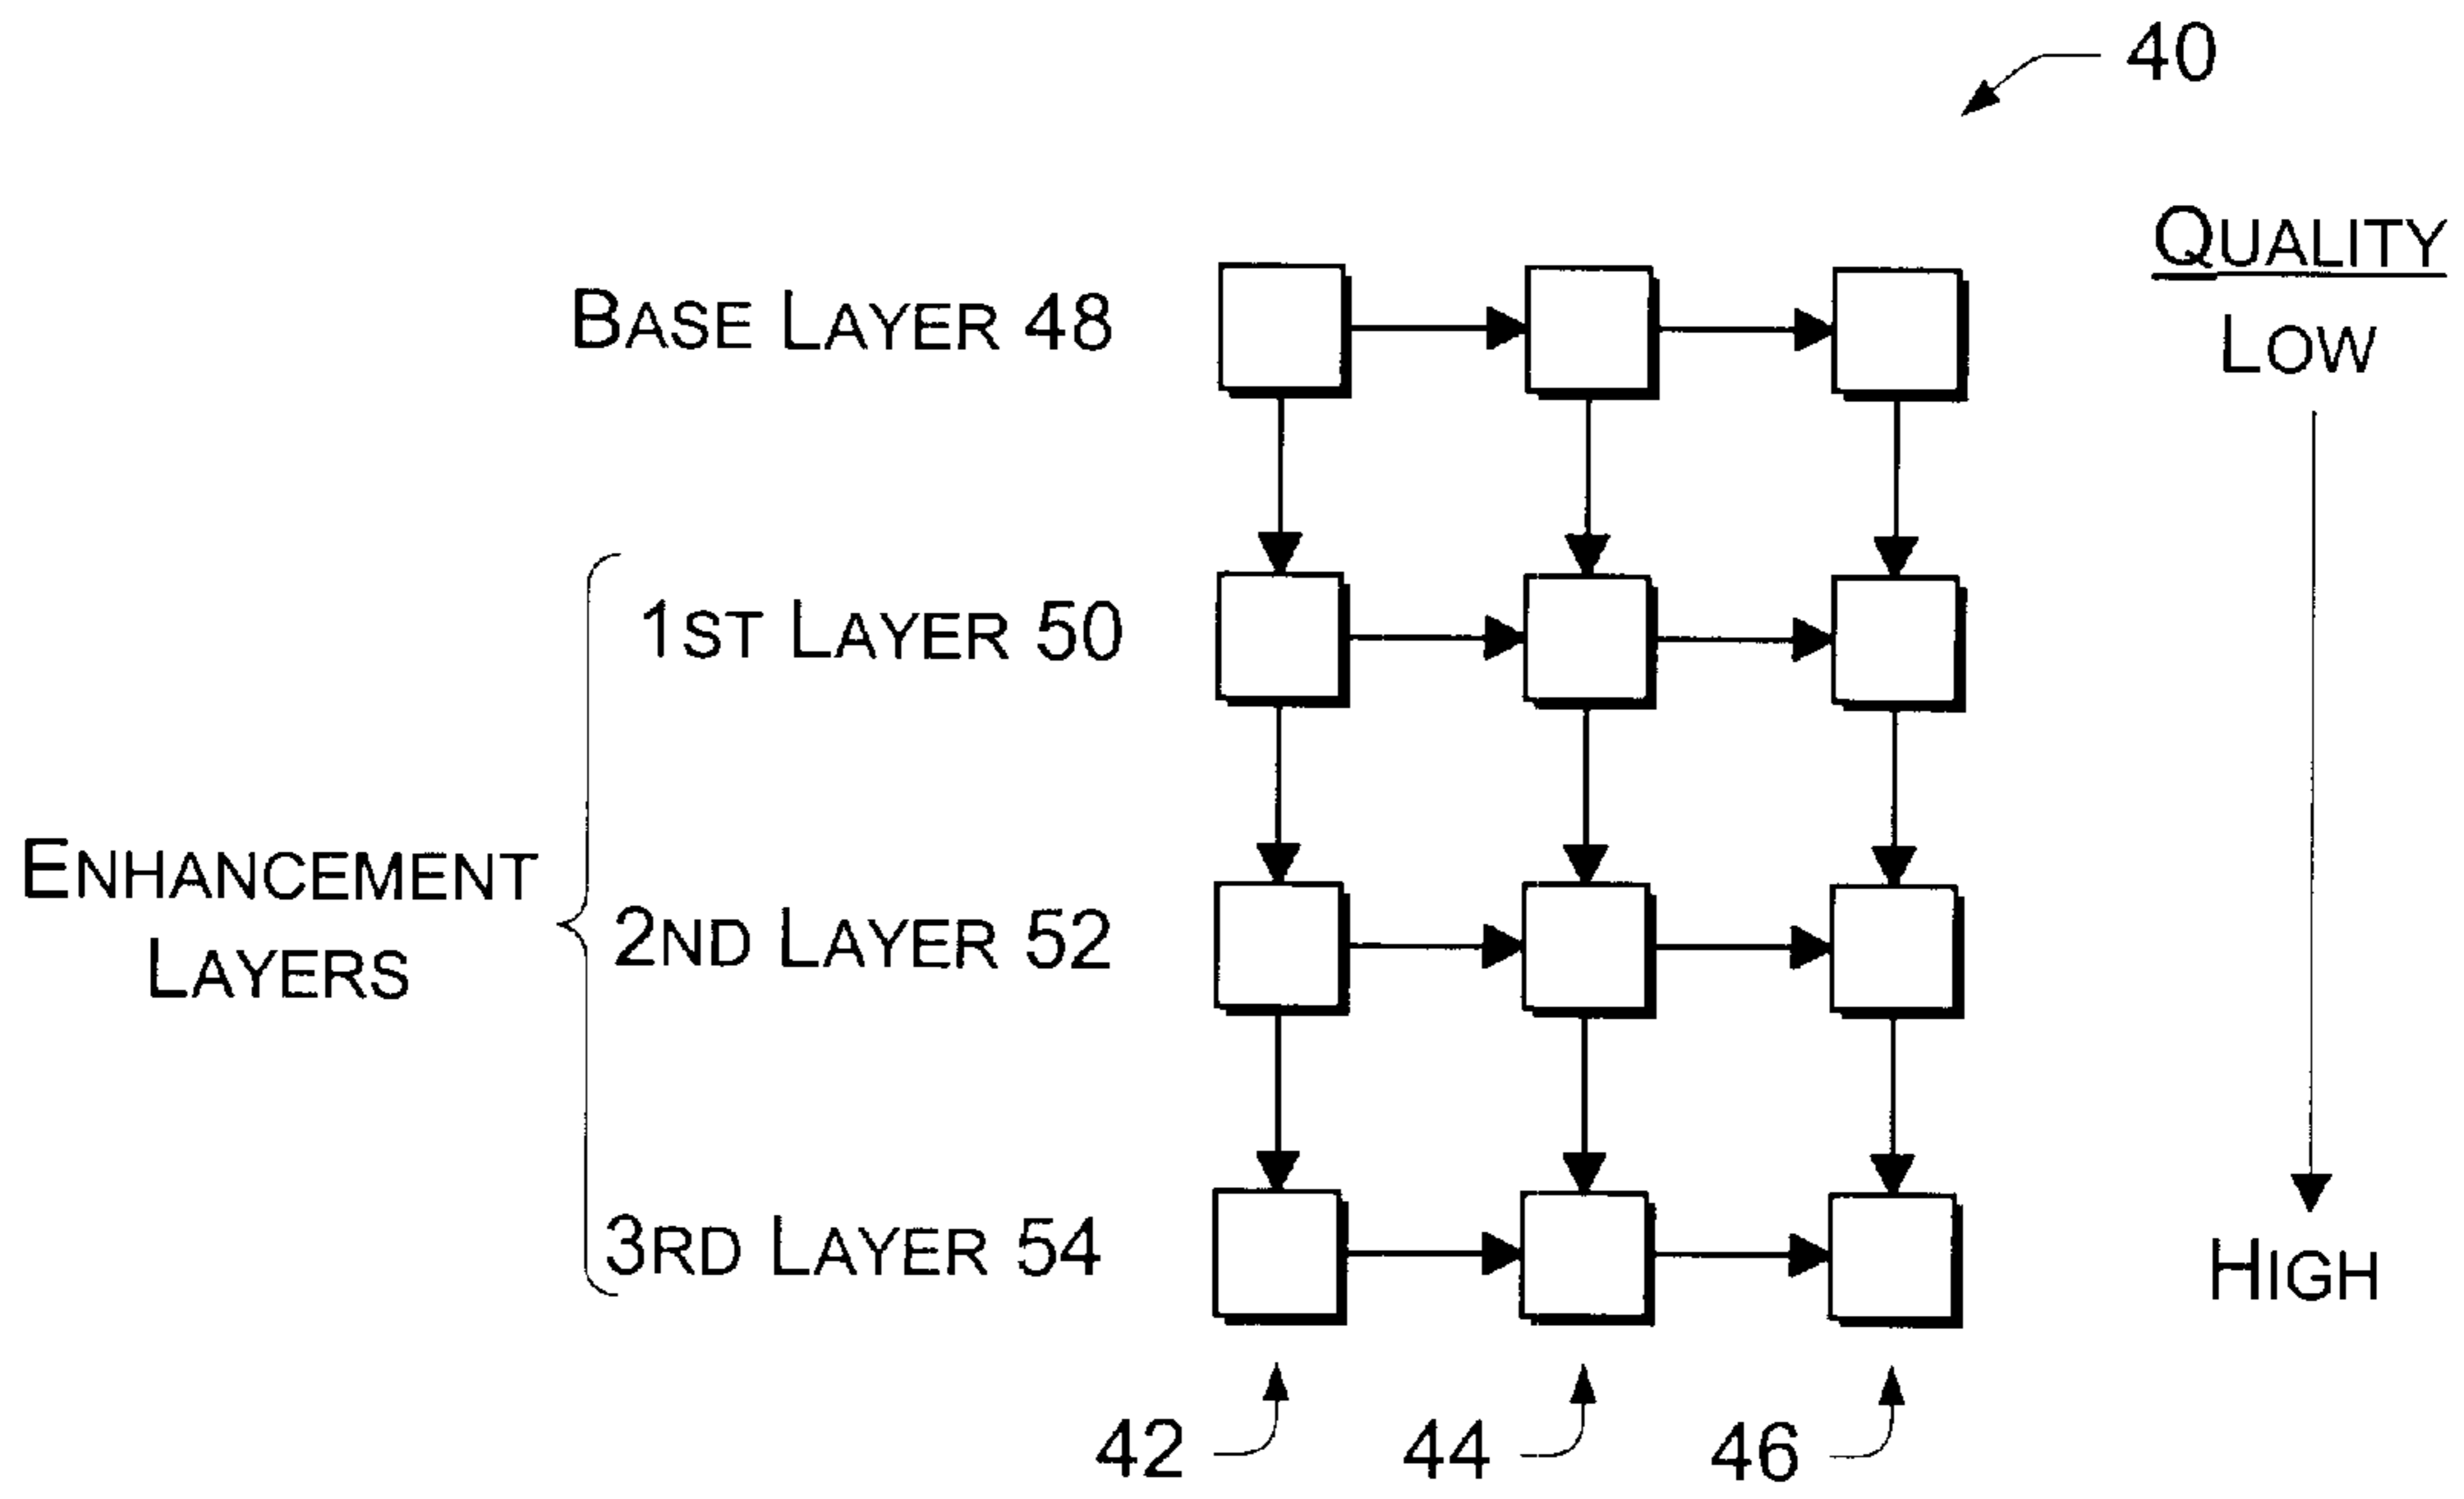 40
QUALITY
BASE LAYER 48
LOW
1ST LAYER 50
ENHANCEMENT
LAYERS
2ND LAYER 52
3RD LAYER 54
HIGH
42
44
46